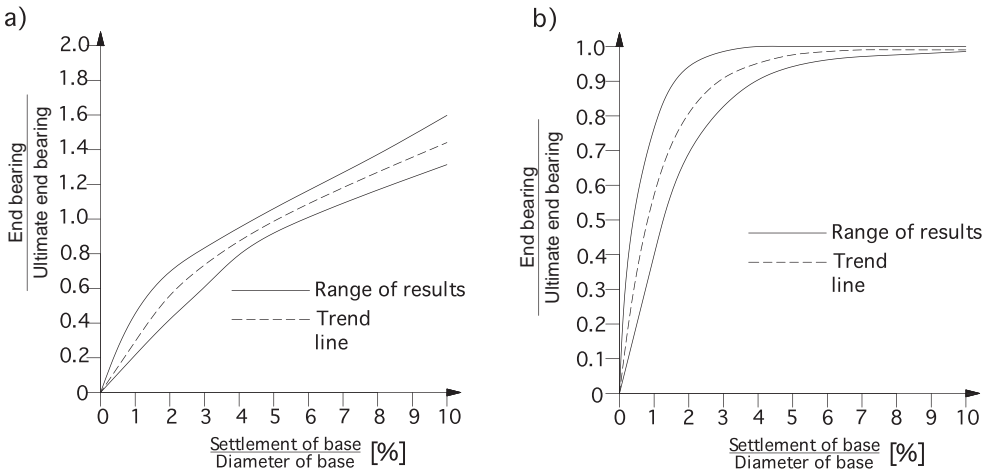 a)
2.0
1.8
1.6
1.4
1.2
1.0
0.8
0.6
0.4
0.2
0
End bearing
Ultimate end bearing
Range of results
Trend
line
0 1 2 3 4 5 6 7 8 9 10
Settlement of base
Diameter of base [%]
b)
1.0
0.9
0.8
0.7
0.6
0.5
0.4
0.3
0.2
0.1
0
End bearing
Ultimate end bearing
Range of results
Trend
line
0 1 2 3 4 5 6 7 8 9 10
Settlement of base
Diameter of base [%]